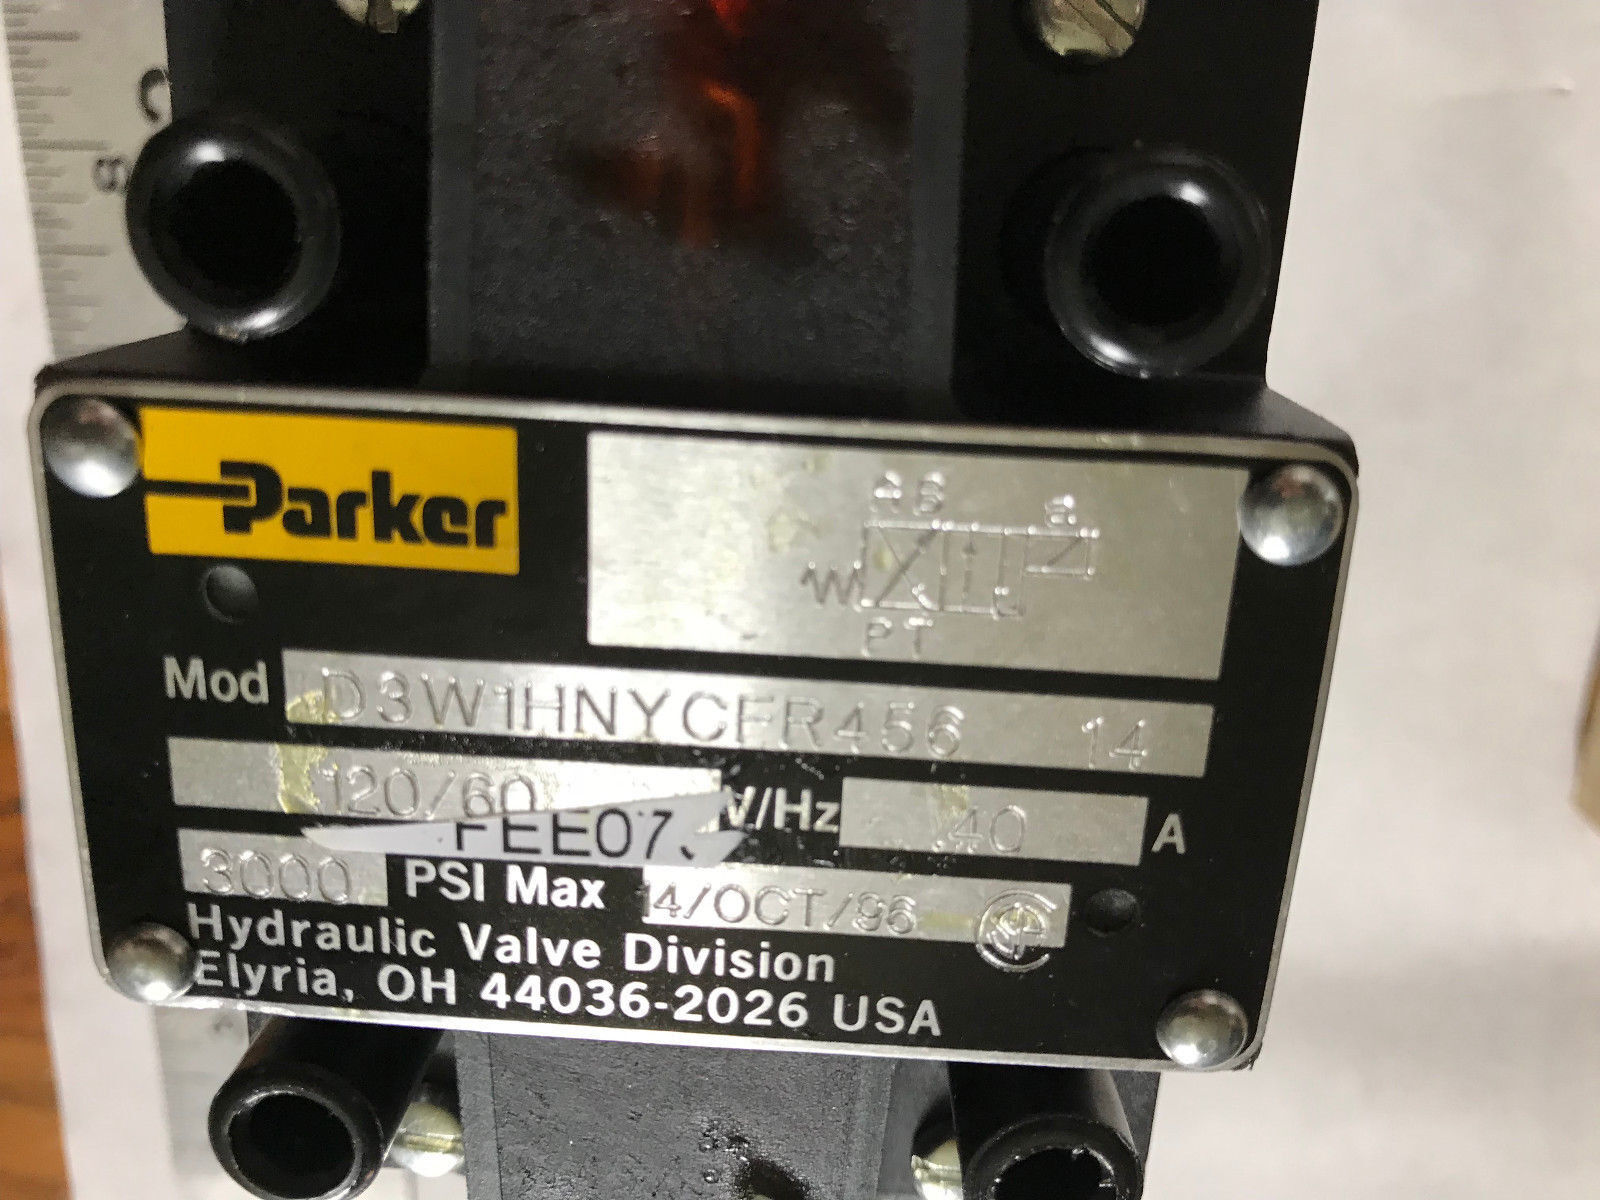 Parker
A B a
P T
Mod D3W1HNYCFR456 14
120/60 V/Hz .40 A
FEE07
3000 PSI Max 14/OCT/96
Hydraulic Valve Division
Elyria, OH 44036-2026 USA